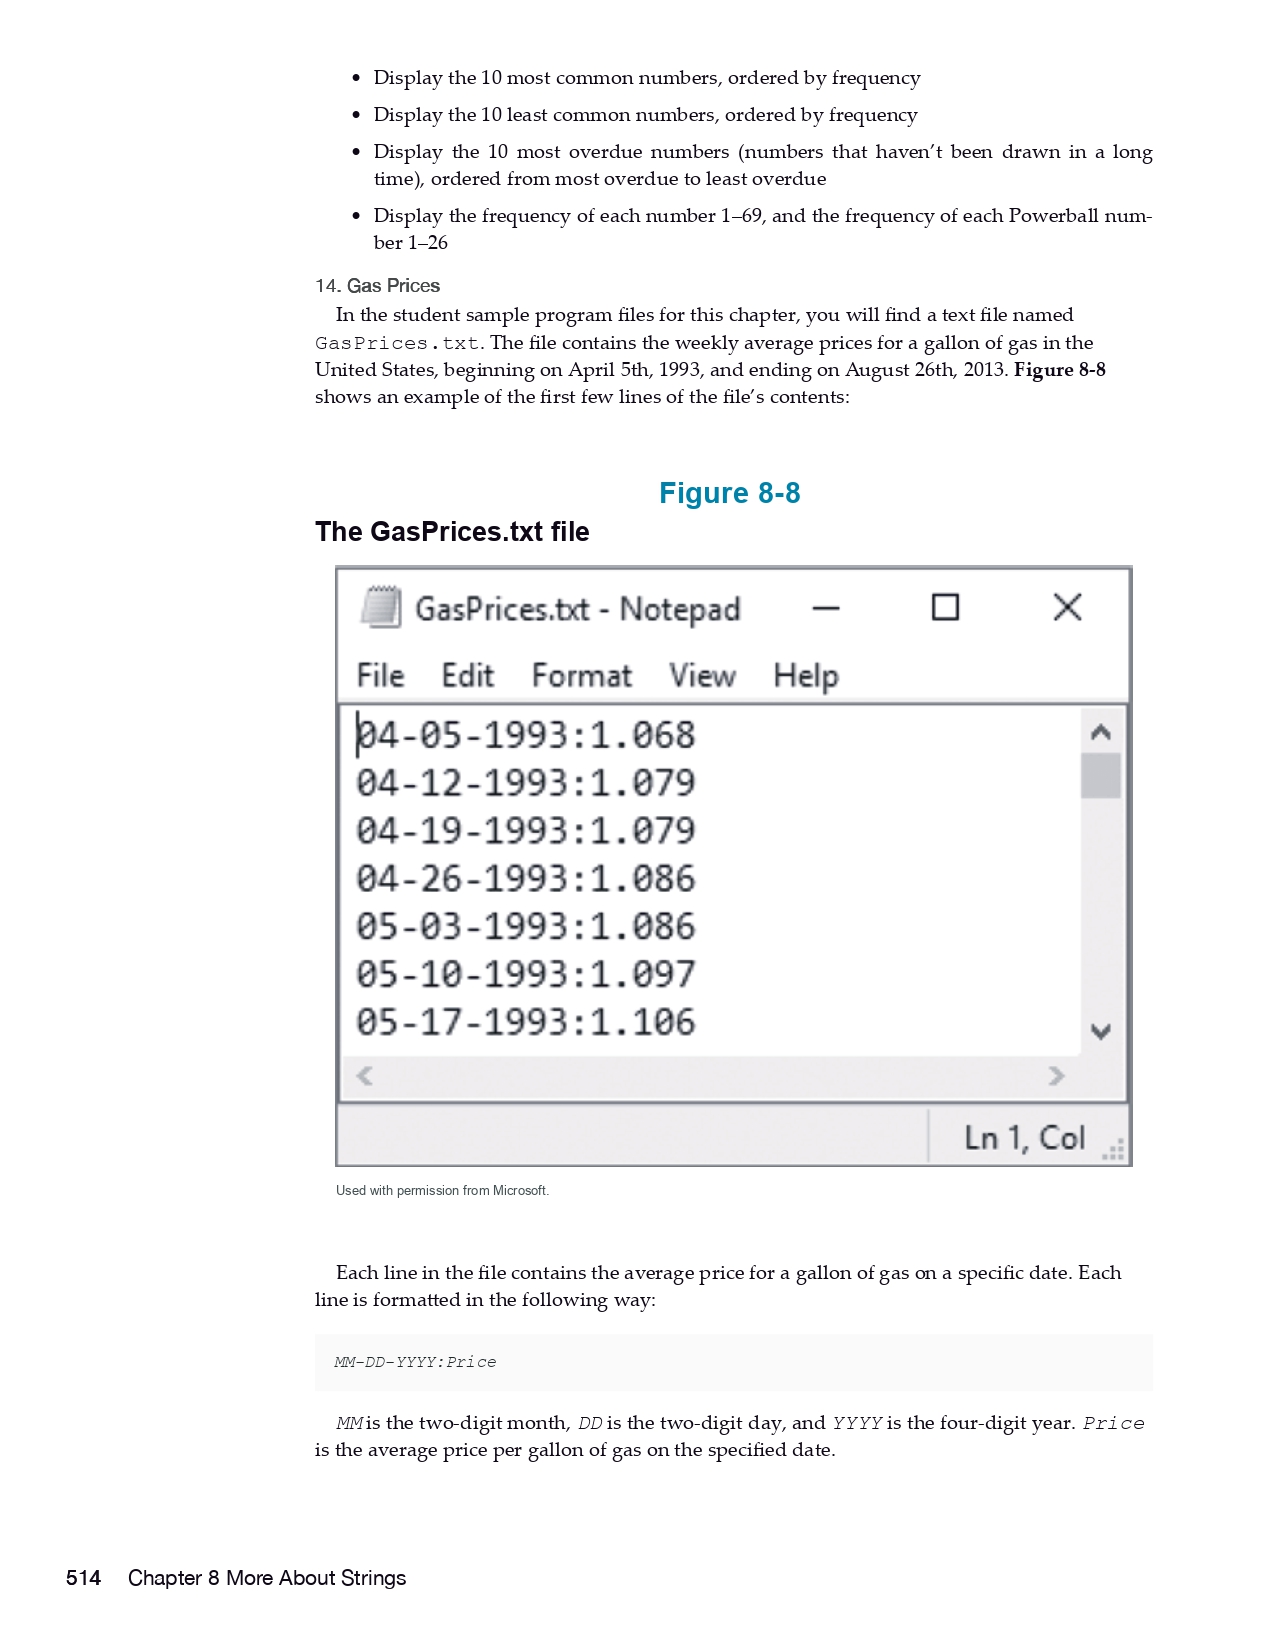 • Display the 10 most common numbers, ordered by frequency
• Display the 10 least common numbers, ordered by frequency
• Display the 10 most overdue numbers (numbers that haven’t been drawn in a long
time), ordered from most overdue to least overdue
• Display the frequency of each number 1–69, and the frequency of each Powerball num-
ber 1–26
14. Gas Prices
In the student sample program files for this chapter, you will find a text file named
GasPrices.txt. The file contains the weekly average prices for a gallon of gas in the
United States, beginning on April 5th, 1993, and ending on August 26th, 2013. Figure 8-8
shows an example of the first few lines of the file’s contents:
Figure 8-8
The GasPrices.txt file
GasPrices.txt - Notepad
File Edit Format View Help
04-05-1993:1.068
04-12-1993:1.079
04-19-1993:1.079
04-26-1993:1.086
05-03-1993:1.086
05-10-1993:1.097
05-17-1993:1.106
Ln 1, Col
Used with permission from Microsoft.
Each line in the file contains the average price for a gallon of gas on a specific date. Each
line is formatted in the following way:
MM-DD-YYYY:Price
MM is the two-digit month, DD is the two-digit day, and YYYY is the four-digit year. Price
is the average price per gallon of gas on the specified date.
514 Chapter 8 More About Strings